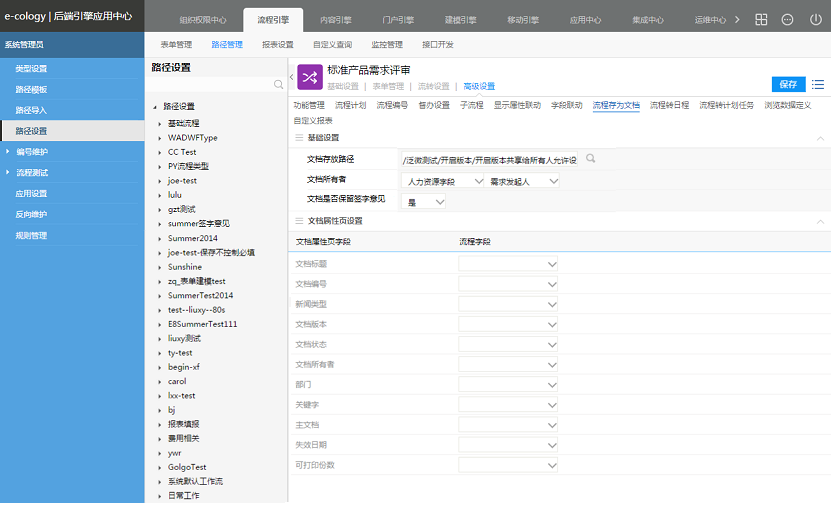 e-cology | 后端引擎应用中心
组织权限中心 流程引擎 内容引擎 门户引擎 建模引擎 移动引擎 应用中心 集成中心 运维中心
系统管理员
表单管理 路径管理 报表设置 自定义查询 监控管理 接口开发
类型设置
路径模板
路径导入
路径设置
编号维护
流程测试
应用设置
反向维护
规则管理
路径设置
路径设置
基础流程
WADWFType
CC Test
PY流程类型
joe-test
lulu
gzt测试
summer签字意见
Summer2014
joe-test-保存不控制必填
Sunshine
zq_表单建模test
SummerTest2014
test--liuxy--80s
E8SummerTest111
liuxy测试
ty-test
begin-xf
carol
lxx-test
bj
报表填报
费用相关
ywr
GolgoTest
系统默认工作流
日常工作
标准产品需求评审
基础设置 | 表单管理 | 流转设置 | 高级设置
保存
功能管理 流程计划 流程编号 督办设置 子流程 显示属性联动 字段联动 流程存为文档 流程转日程 流程转计划任务 浏览数据定义
自定义报表
基础设置
文档存放路径 /泛微测试/开启版本/开启版本共享给所有人允许设
文档所有者 人力资源字段 需求发起人
文档是否保留签字意见 是
文档属性页设置
文档属性页字段 流程字段
文档标题
文档编号
新闻类型
文档版本
文档状态
文档所有者
部门
关键字
主文档
失效日期
可打印份数